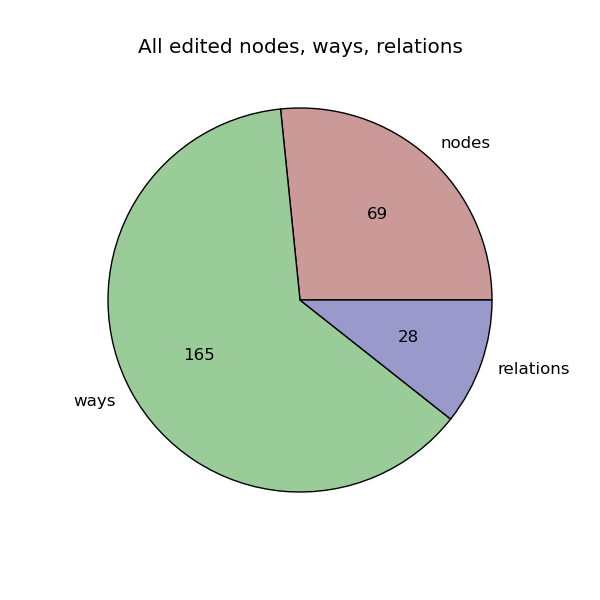 All edited nodes, ways, relations
nodes
69
28
165
relations
ways